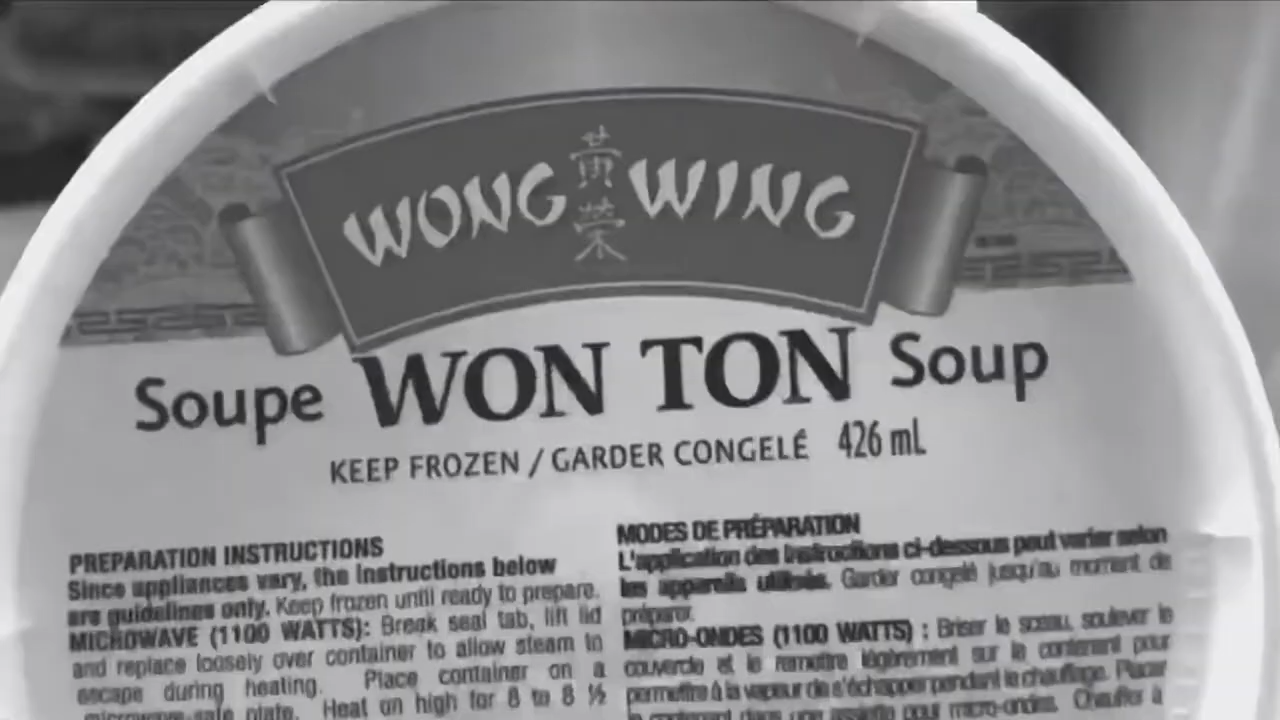 WONG 黃榮 WING
Soupe WON TON Soup
KEEP FROZEN / GARDER CONGELÉ 426 mL
PREPARATION INSTRUCTIONS
Since appliances vary, the instructions below
are guidelines only. Keep frozen until ready to prepare.
MICROWAVE (1100 WATTS): Break seal tab, lift lid
and replace loosely over container to allow steam to
escape during heating. Place container on a
microwave-safe plate. Heat on high for 8 to 8 ½
MODES DE PRÉPARATION
L'application des instructions ci-dessous peut varier selon
les appareils utilisés. Garder congelé jusqu'au moment de
préparer.
MICRO-ONDES (1100 WATTS) : Briser le sceau, soulever le
couvercle et le remettre légèrement sur le contenant pour
permettre à la vapeur de s'échapper pendant le chauffage. Placer
le contenant dans une assiette pour micro-ondes. Chauffer à